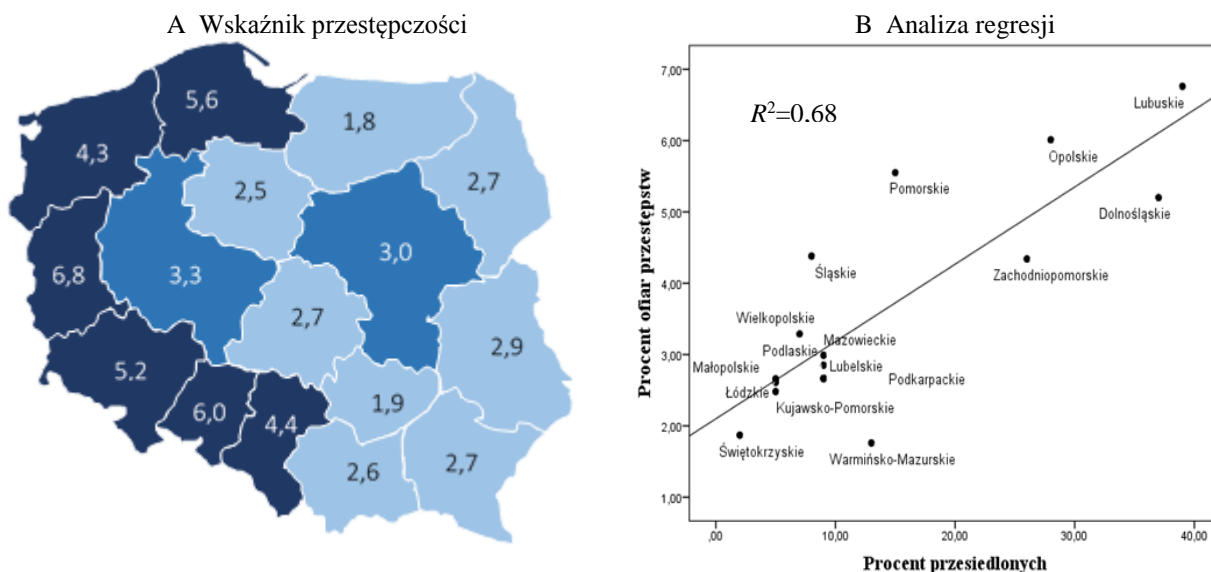 A Wskaźnik przestępczości
5,6
1,8
4,3
2,5
2,7
6,8
3,3
3,0
2,7
2,9
5,2
6,0
4,4
1,9
2,6
2,7
B Analiza regresji
R²=0.68
Procent ofiar przestępstw
7,00
6,00
5,00
4,00
3,00
2,00
1,00
Lubuskie
Opolskie
Pomorskie
Dolnośląskie
Śląskie
Zachodniopomorskie
Wielkopolskie
Mazowieckie
Podlaskie
Małopolskie
Lubelskie
Podkarpackie
Łódzkie
Kujawsko-Pomorskie
Świętokrzyskie
Warmińsko-Mazurskie
,00
10,00
20,00
30,00
40,00
Procent przesiedlonych